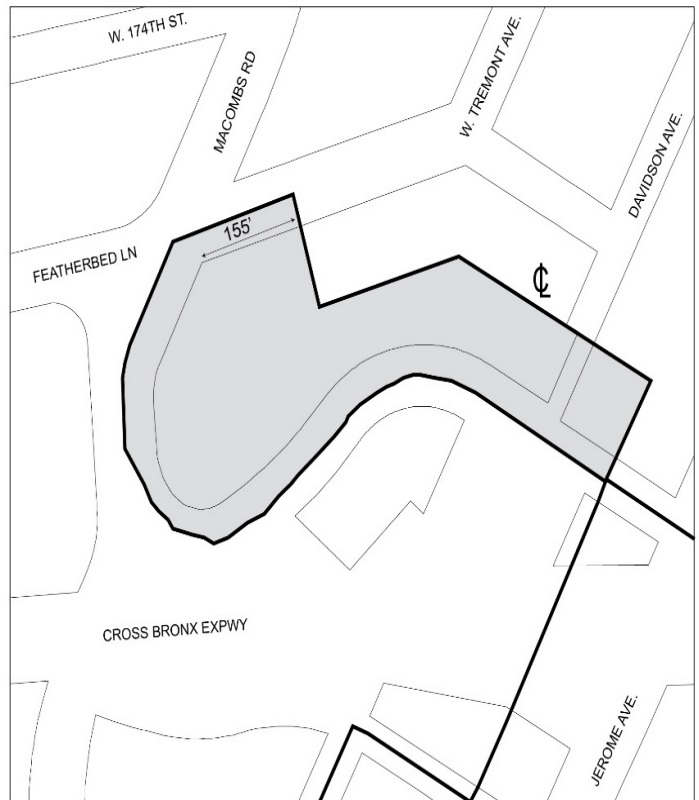 W. 174TH ST.
MACOMBS RD
W. TREMONT AVE.
DAVIDSON AVE.
155'
FEATHERBED LN
℄
CROSS BRONX EXPWY
JEROME AVE.